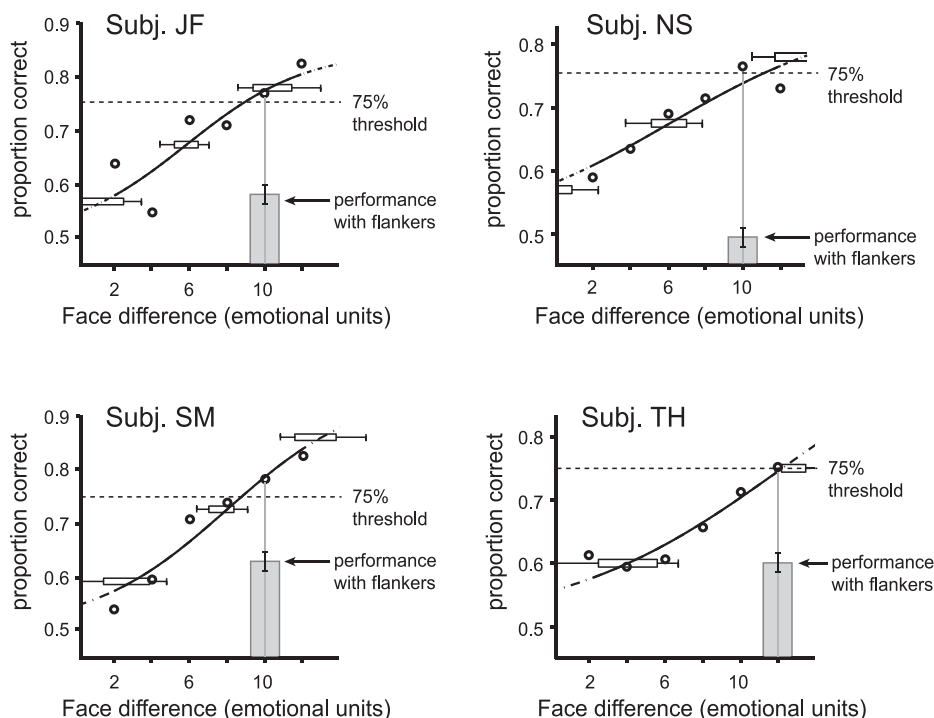 Subj. JF
proportion correct
0.9
0.8
0.7
0.6
0.5
75%
threshold
performance
with flankers
2 6 10
Face difference (emotional units)
Subj. NS
proportion correct
0.8
0.7
0.6
0.5
75%
threshold
performance
with flankers
2 6 10
Face difference (emotional units)
Subj. SM
proportion correct
0.9
0.8
0.7
0.6
0.5
75%
threshold
performance
with flankers
2 6 10
Face difference (emotional units)
Subj. TH
proportion correct
0.8
0.7
0.6
0.5
75%
threshold
performance
with flankers
2 6 10
Face difference (emotional units)